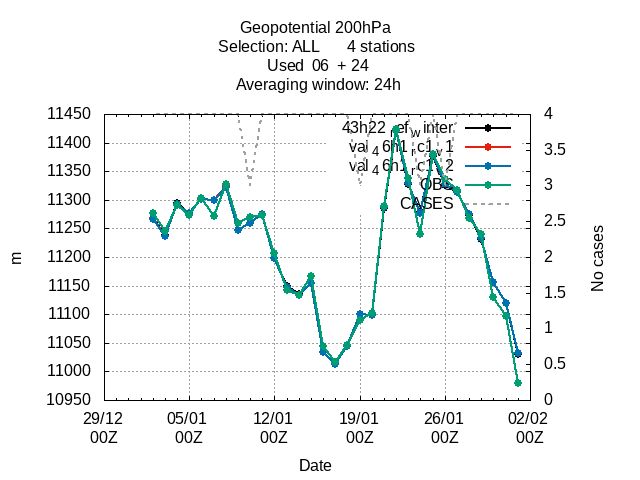 Geopotential 200hPa
Selection: ALL 4 stations
Used 06 + 24
Averaging window: 24h
11450
11400
11350
11300
11250
11200
11150
11100
11050
11000
10950
m
4
3.5
3
2.5
2
1.5
1
0.5
0
No cases
43h22_ref_winter
val_46h1_rc1_v1
val_46h1_rc1_v2
OBS
CASES
29/12 05/01 12/01 19/01 26/01 02/02
00Z 00Z 00Z 00Z 00Z 00Z
Date